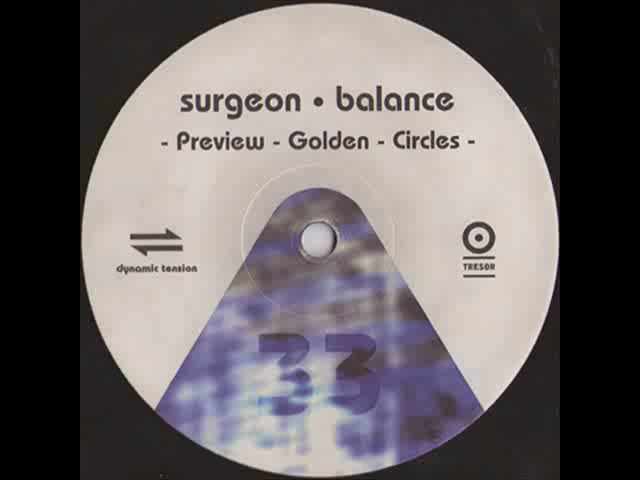 surgeon • balance
- Preview - Golden - Circles -
dynamic tension
TRESOR
33